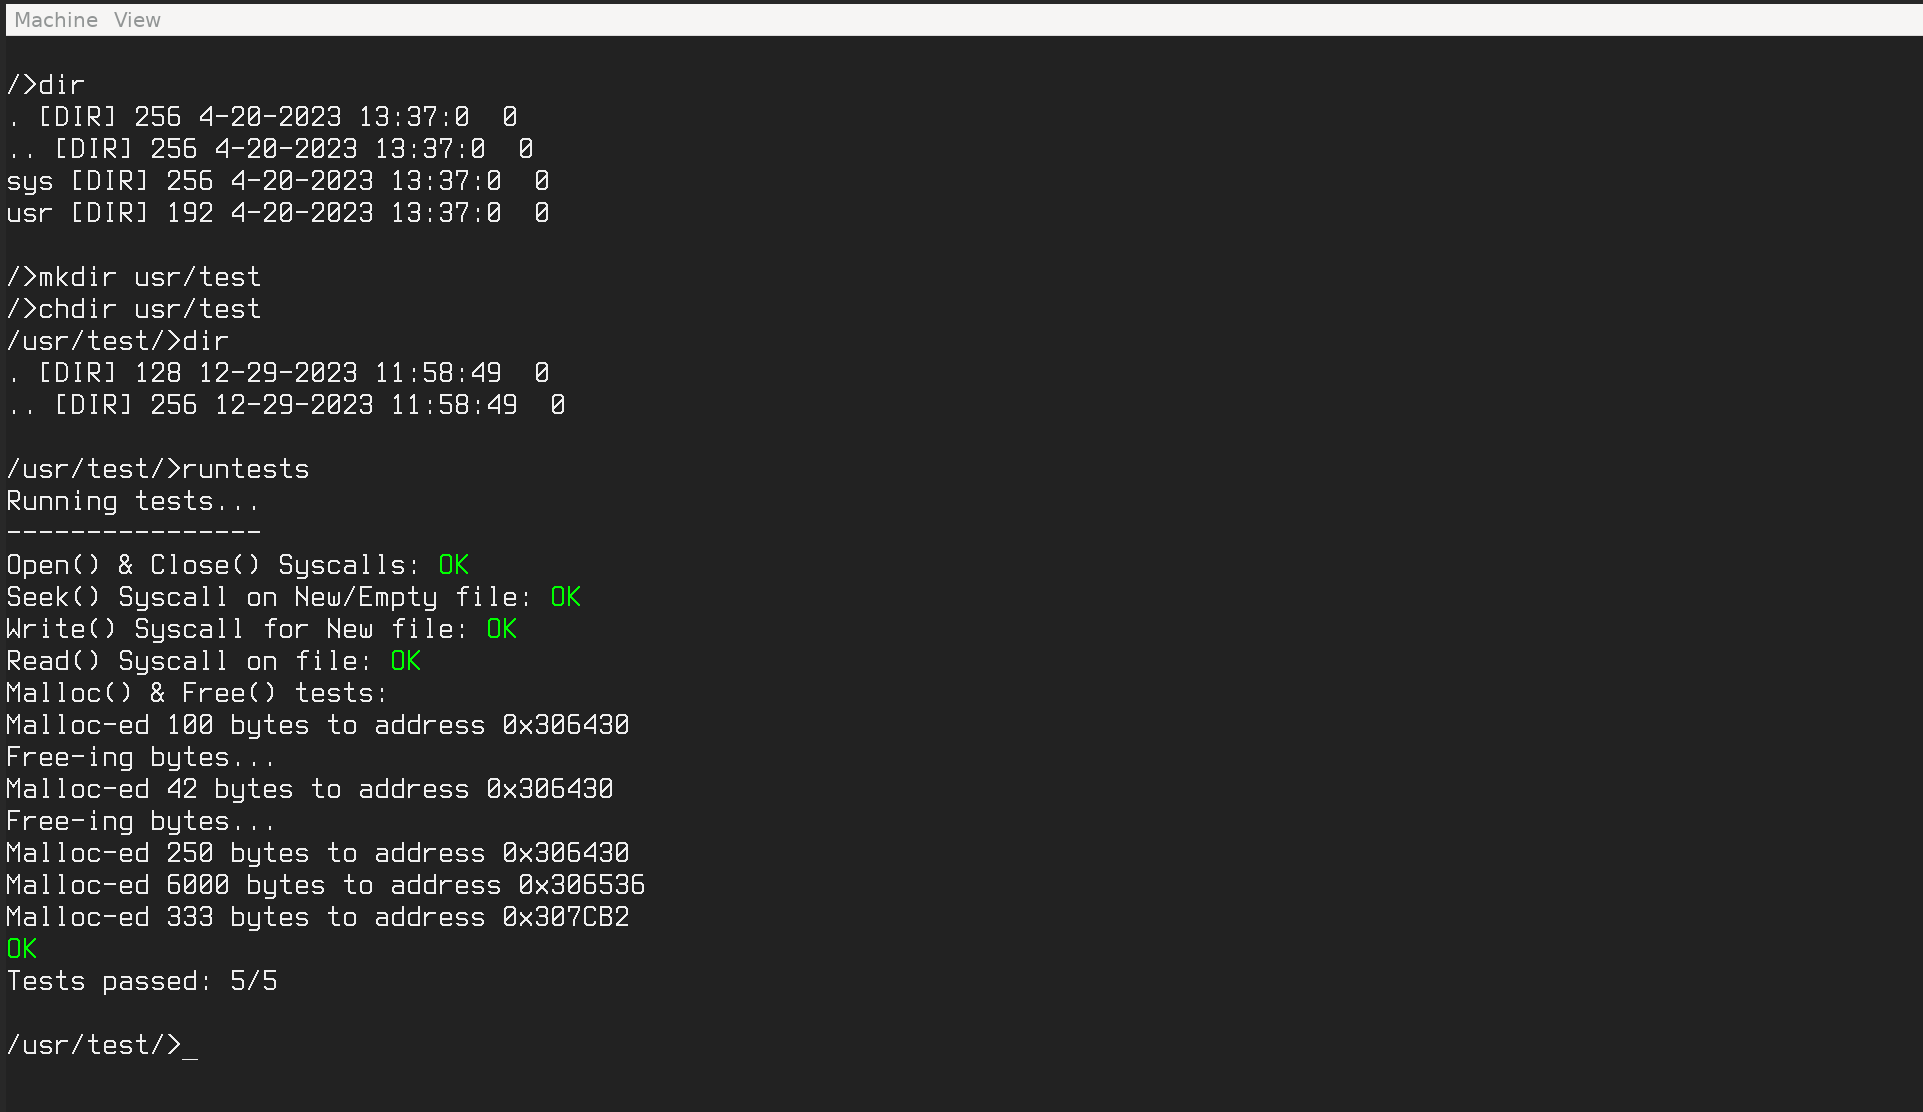 Machine View
/>dir
. [DIR] 256 4-20-2023 13:37:0  0
.. [DIR] 256 4-20-2023 13:37:0  0
sys [DIR] 256 4-20-2023 13:37:0  0
usr [DIR] 192 4-20-2023 13:37:0  0
/>mkdir usr/test
/>chdir usr/test
/usr/test/>dir
. [DIR] 128 12-29-2023 11:58:49  0
.. [DIR] 256 12-29-2023 11:58:49  0
/usr/test/>runtests
Running tests...
----------------
Open() & Close() Syscalls: OK
Seek() Syscall on New/Empty file: OK
Write() Syscall for New file: OK
Read() Syscall on file: OK
Malloc() & Free() tests:
Malloc-ed 100 bytes to address 0x306430
Free-ing bytes...
Malloc-ed 42 bytes to address 0x306430
Free-ing bytes...
Malloc-ed 250 bytes to address 0x306430
Malloc-ed 6000 bytes to address 0x306536
Malloc-ed 333 bytes to address 0x307CB2
OK
Tests passed: 5/5
/usr/test/>_